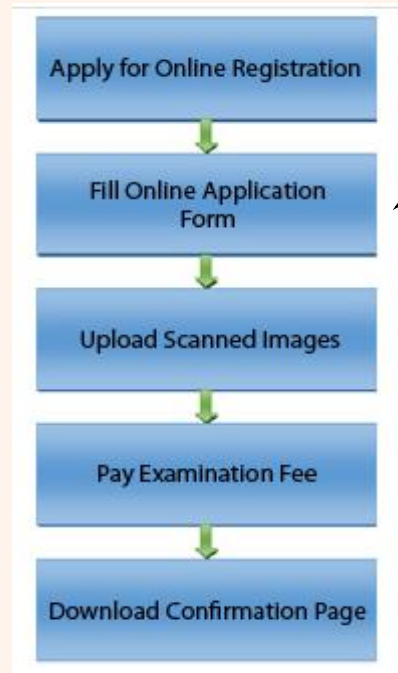 Apply for Online Registration
Fill Online Application
Form
Upload Scanned Images
Pay Examination Fee
Download Confirmation Page